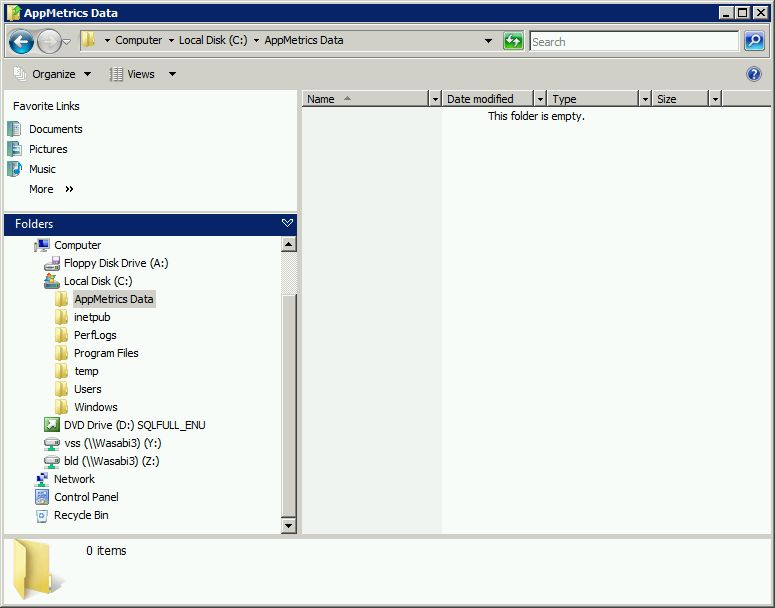 AppMetrics Data
Computer Local Disk (C:) AppMetrics Data Search
Organize Views
Favorite Links
Documents
Pictures
Music
More »
Folders
Computer
Floppy Disk Drive (A:)
Local Disk (C:)
AppMetrics Data
inetpub
PerfLogs
Program Files
temp
Users
Windows
DVD Drive (D:) SQLFULL_ENU
vss (\\Wasabi3) (Y:)
bld (\\Wasabi3) (Z:)
Network
Control Panel
Recycle Bin
Name Date modified Type Size
This folder is empty.
0 items